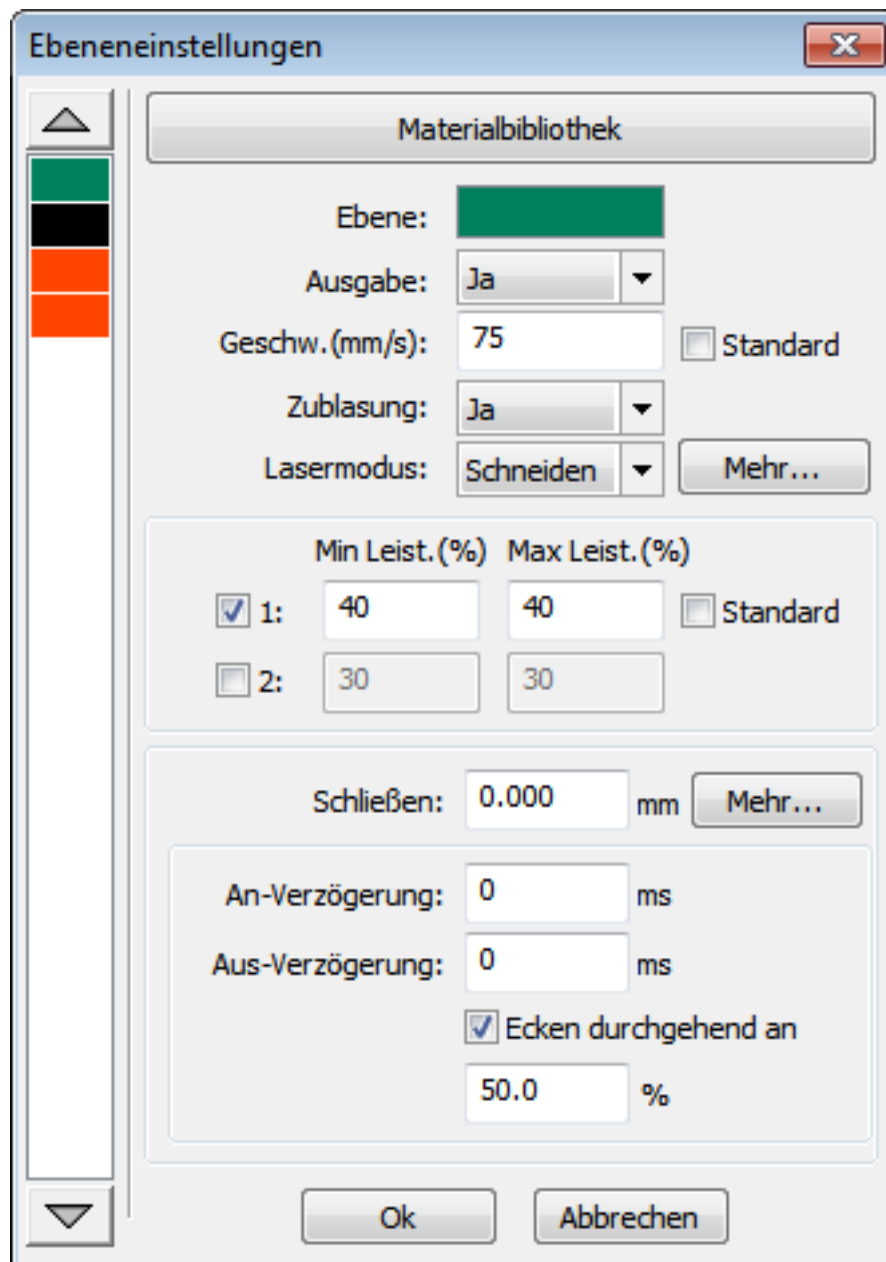 Ebeneneinstellungen
Materialbibliothek
Ebene:
Ausgabe: Ja
Geschw.(mm/s): 75 Standard
Zublasung: Ja
Lasermodus: Schneiden Mehr...
Min Leist.(%) Max Leist.(%)
1: 40 40 Standard
2: 30 30
Schließen: 0.000 mm Mehr...
An-Verzögerung: 0 ms
Aus-Verzögerung: 0 ms
Ecken durchgehend an
50.0 %
Ok Abbrechen